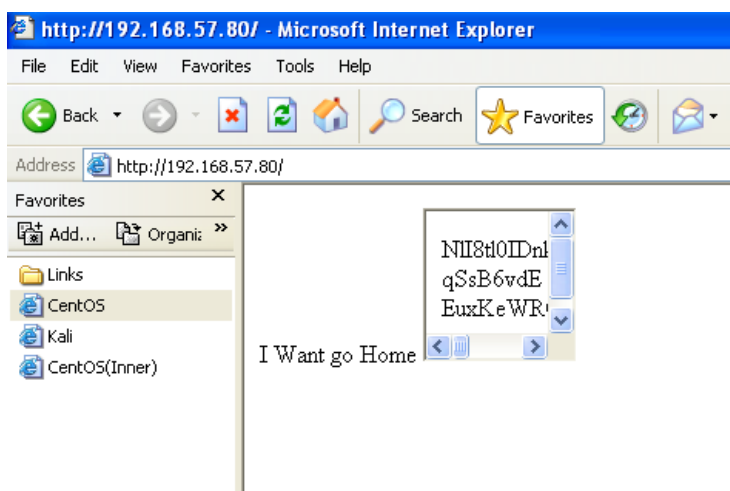 http://192.168.57.80/ - Microsoft Internet Explorer
File Edit View Favorites Tools Help
Back Search Favorites
Address http://192.168.57.80/
Favorites x
Add... Organiz »
Links
CentOS
Kali
CentOS(Inner)
qSsB6vdE
I Want go Home